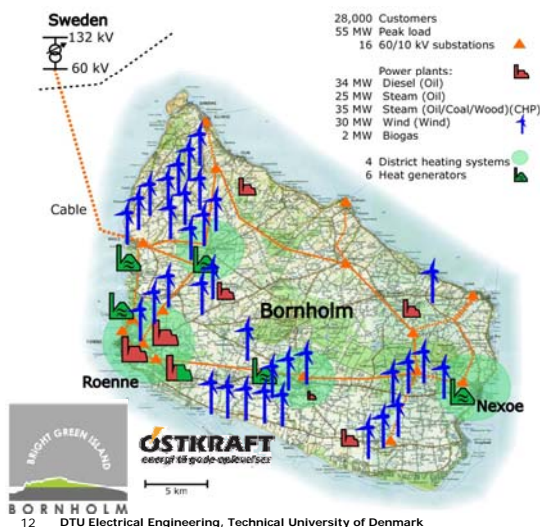 Sweden
132 kV
60 kV
28,000 Customers
55 MW Peak load
16 60/10 kV substations
Power plants:
34 MW Diesel (Oil)
25 MW Steam (Oil)
35 MW Steam (Oil/Coal/Wood)(CHP)
30 MW Wind (Wind)
2 MW Biogas
4 District heating systems
6 Heat generators
Cable
Bornholm
Roenne
Nexoe
BRIGHT GREEN ISLAND
BORNHOLM
ØSTKRAFT
energi til gode oplevelser
5 km
12 DTU Electrical Engineering, Technical University of Denmark